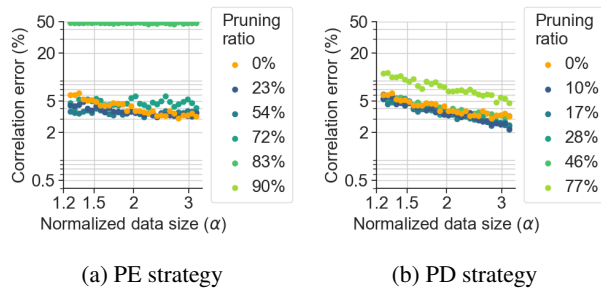 Correlation error (%)
50
20
10
5
2
0.5
1.2 1.5 2 3
Normalized data size (α)
Pruning
ratio
0%
23%
54%
72%
83%
90%
(a) PE strategy
Correlation error (%)
50
20
10
5
2
0.5
1.2 1.5 2 3
Normalized data size (α)
Pruning
ratio
0%
10%
17%
28%
46%
77%
(b) PD strategy